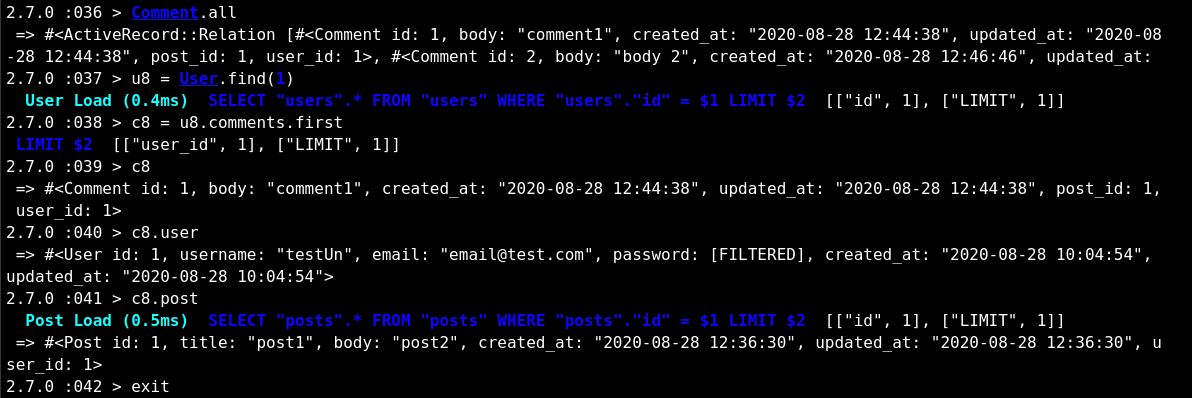 2.7.0 :036 > Comment.all
 => #<ActiveRecord::Relation [#<Comment id: 1, body: "comment1", created_at: "2020-08-28 12:44:38", updated_at: "2020-08
-28 12:44:38", post_id: 1, user_id: 1>, #<Comment id: 2, body: "body 2", created_at: "2020-08-28 12:46:46", updated_at:
2.7.0 :037 > u8 = User.find(1)
  User Load (0.4ms)  SELECT "users".* FROM "users" WHERE "users"."id" = $1 LIMIT $2  [["id", 1], ["LIMIT", 1]]
2.7.0 :038 > c8 = u8.comments.first
 LIMIT $2  [["user_id", 1], ["LIMIT", 1]]
2.7.0 :039 > c8
 => #<Comment id: 1, body: "comment1", created_at: "2020-08-28 12:44:38", updated_at: "2020-08-28 12:44:38", post_id: 1,
 user_id: 1>
2.7.0 :040 > c8.user
 => #<User id: 1, username: "testUn", email: "email@test.com", password: [FILTERED], created_at: "2020-08-28 10:04:54",
updated_at: "2020-08-28 10:04:54">
2.7.0 :041 > c8.post
  Post Load (0.5ms)  SELECT "posts".* FROM "posts" WHERE "posts"."id" = $1 LIMIT $2  [["id", 1], ["LIMIT", 1]]
 => #<Post id: 1, title: "post1", body: "post2", created_at: "2020-08-28 12:36:30", updated_at: "2020-08-28 12:36:30", u
ser_id: 1>
2.7.0 :042 > exit